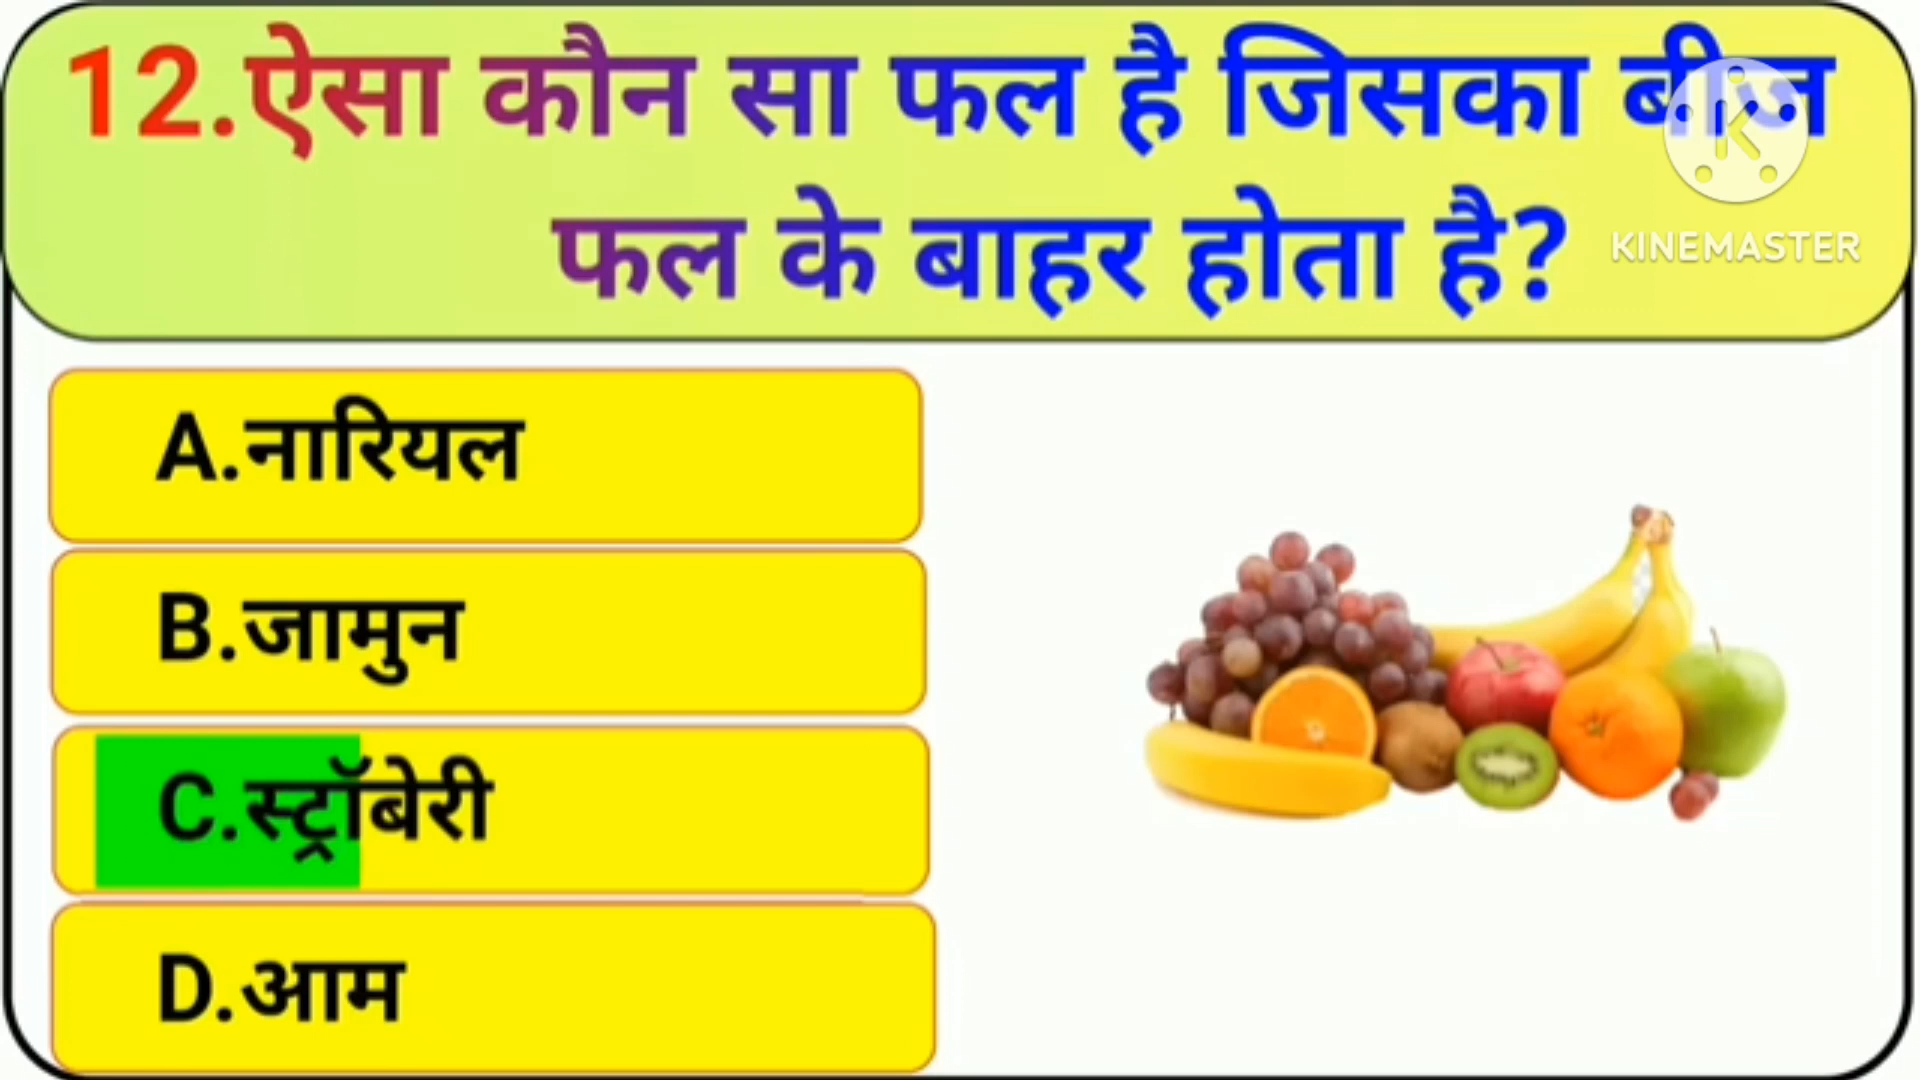 12.ऐसा कौन सा फल है जिसका बीज
फल के बाहर होता है?
KINEMASTER
A.नारियल
B.जामुन
C.स्ट्रॉबेरी
D.आम